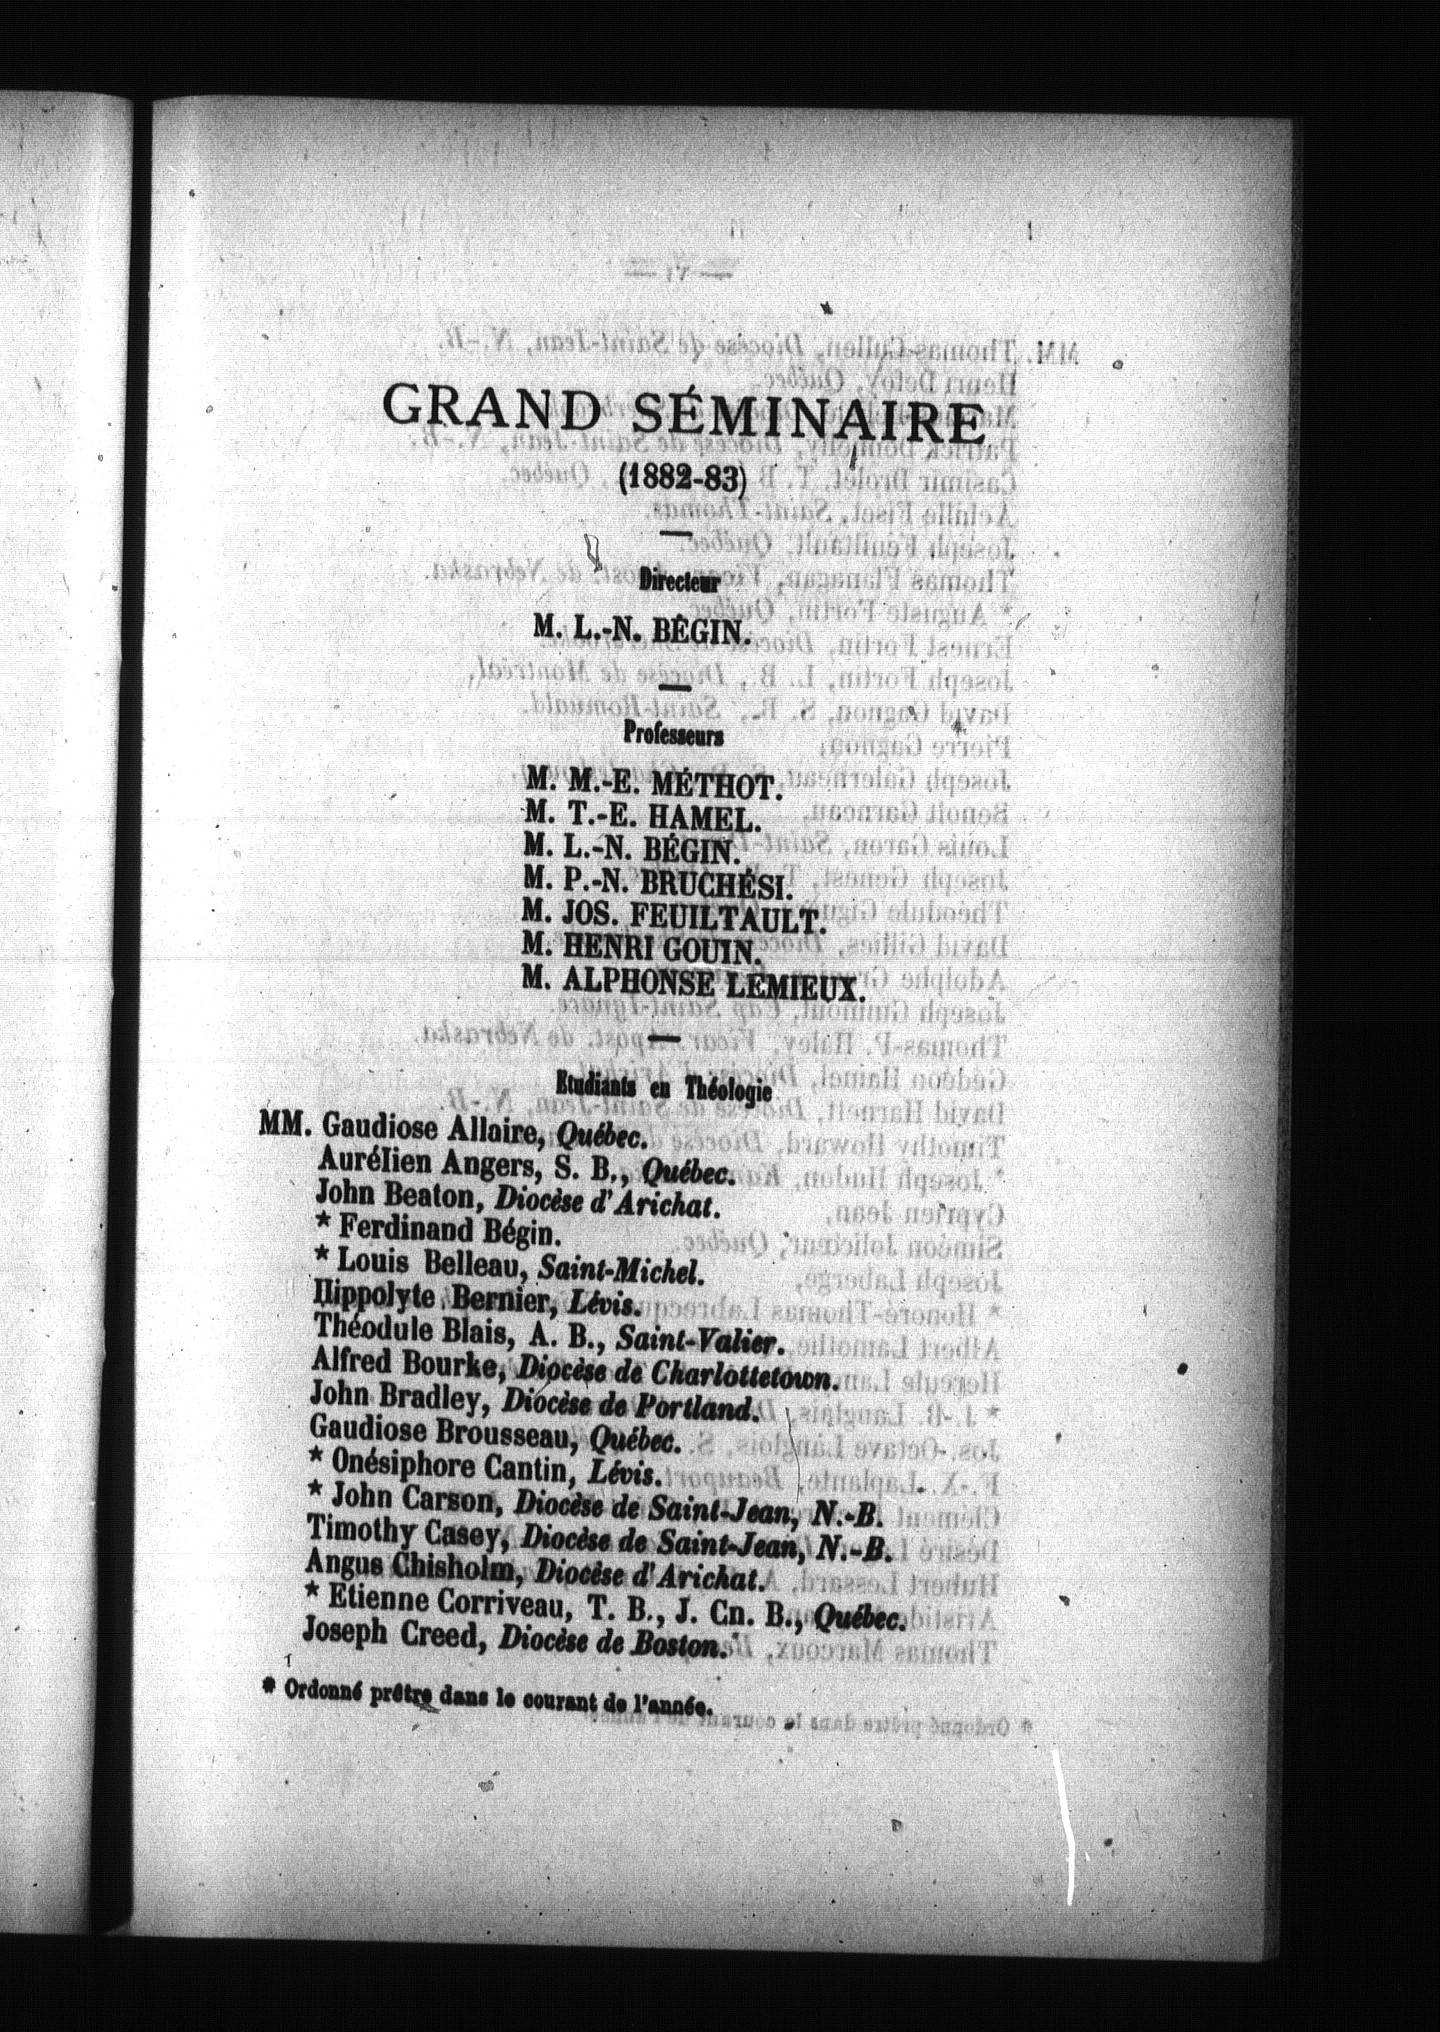 GRAND SÉMINAIRE
(1882-83)
Directeur
M. L.-N. BÉGIN.
Professeurs
M. M.-E. MÉTHOT.
M. T.-E. HAMEL.
M. L.-N. BÉGIN.
M. P.-N. BRUCHÉSI.
M. JOS. FEUILTAULT.
M. HENRI GOUIN.
M. ALPHONSE LEMIEUX.
Etudiants en Théologie
MM. Gaudiose Allaire, Québec.
Aurélien Angers, S. B., Québec.
John Beaton, Diocèse d'Arichat.
* Ferdinand Bégin.
* Louis Belleau, Saint-Michel.
Hippolyte Bernier, Lévis.
Théodule Blais, A. B., Saint-Valier.
Alfred Bourke, Diocèse de Charlottetown.
John Bradley, Diocèse de Portland.
Gaudiose Brousseau, Québec.
* Onésiphore Cantin, Lévis.
* John Carson, Diocèse de Saint-Jean, N.-B.
Timothy Casey, Diocèse de Saint-Jean, N.-B.
Angus Chisholm, Diocèse d'Arichat.
* Etienne Corriveau, T. B., J. Cn. B., Québec.
Joseph Creed, Diocèse de Boston.
* Ordonné prêtre dans le courant de l'année.